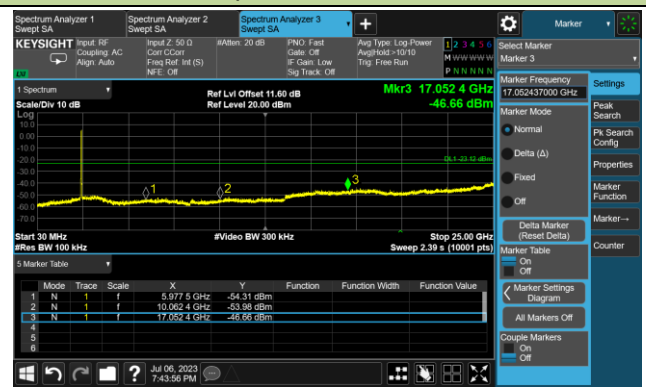 Spectrum Analyzer 1
Swept SA
Spectrum Analyzer 2
Swept SA
Spectrum Analyzer 3
Swept SA
Marker
KEYSIGHT
Input: RF
Coupling: AC
Align: Auto
Input Z: 50 Ω
Corr CCorr
Freq Ref: Int (S)
NFE: Off
#Atten: 20 dB
PNO: Fast
Gate: Off
IF Gain: Low
Sig Track: Off
Avg Type: Log-Power
Avg|Hold:>10/10
Trig: Free Run
1 2 3 4 5 6
M W W W W W
P N N N N N
LXI
Select Marker
Marker 3
1 Spectrum
Scale/Div 10 dB
Log
Ref Lvl Offset 11.60 dB
Ref Level 20.00 dBm
Mkr3 17.052 4 GHz
-46.66 dBm
10.0
0.00
-10.0
-20.0
-30.0
-40.0
-50.0
-60.0
-70.0
DL1 -23.12 dBm
1
2
3
Start 30 MHz
#Res BW 100 kHz
#Video BW 300 kHz
Stop 25.00 GHz
Sweep 2.39 s (10001 pts)
5 Marker Table
Mode Trace Scale X Y Function Function Width Function Value
1 N 1 f 5.977 5 GHz -54.31 dBm
2 N 1 f 10.062 4 GHz -53.98 dBm
3 N 1 f 17.052 4 GHz -46.66 dBm
4
5
6
Marker Frequency
17.052437000 GHz
Marker Mode
Normal
Delta (Δ)
Fixed
Off
Delta Marker
(Reset Delta)
Marker Table
On
Off
Marker Settings
Diagram
All Markers Off
Couple Markers
On
Off
Settings
Peak
Search
Pk Search
Config
Properties
Marker
Function
Marker→
Counter
?
Jul 06, 2023
7:43:56 PM